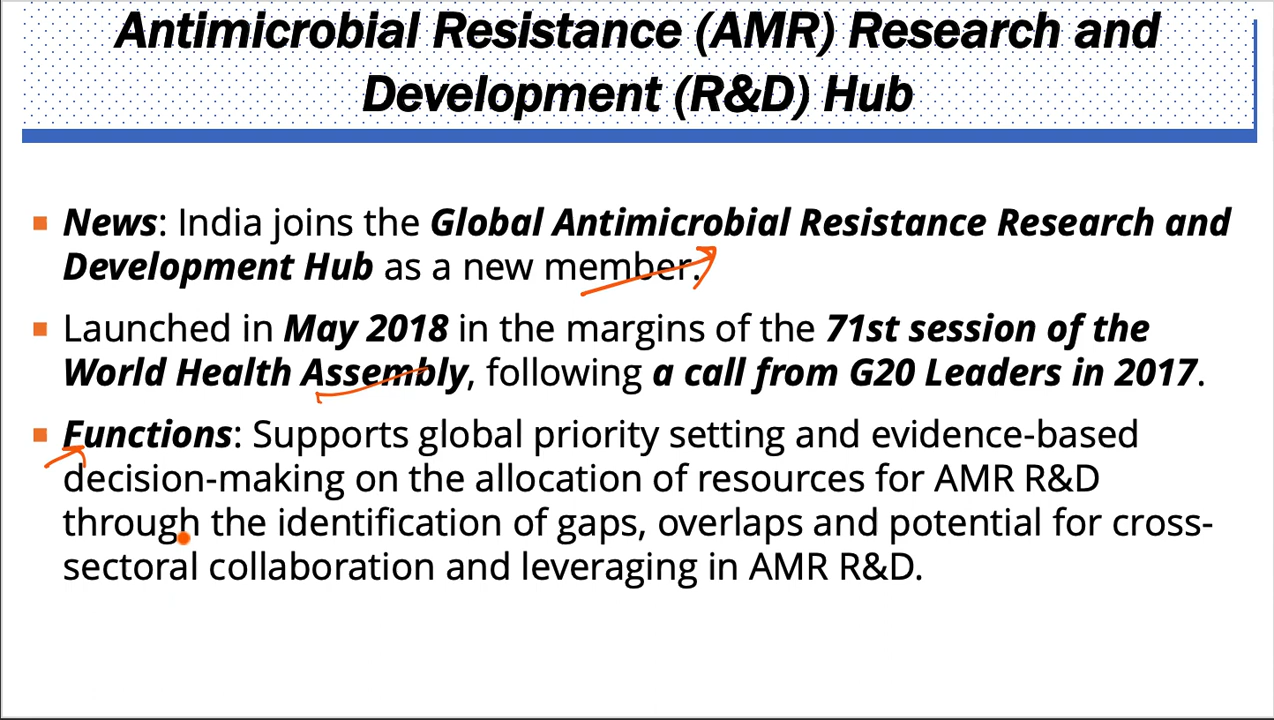 Antimicrobial Resistance (AMR) Research and
Development (R&D) Hub
News: India joins the Global Antimicrobial Resistance Research and
Development Hub as a new member.
Launched in May 2018 in the margins of the 71st session of the
World Health Assembly, following a call from G20 Leaders in 2017.
Functions: Supports global priority setting and evidence-based
decision-making on the allocation of resources for AMR R&D
through the identification of gaps, overlaps and potential for cross-
sectoral collaboration and leveraging in AMR R&D.